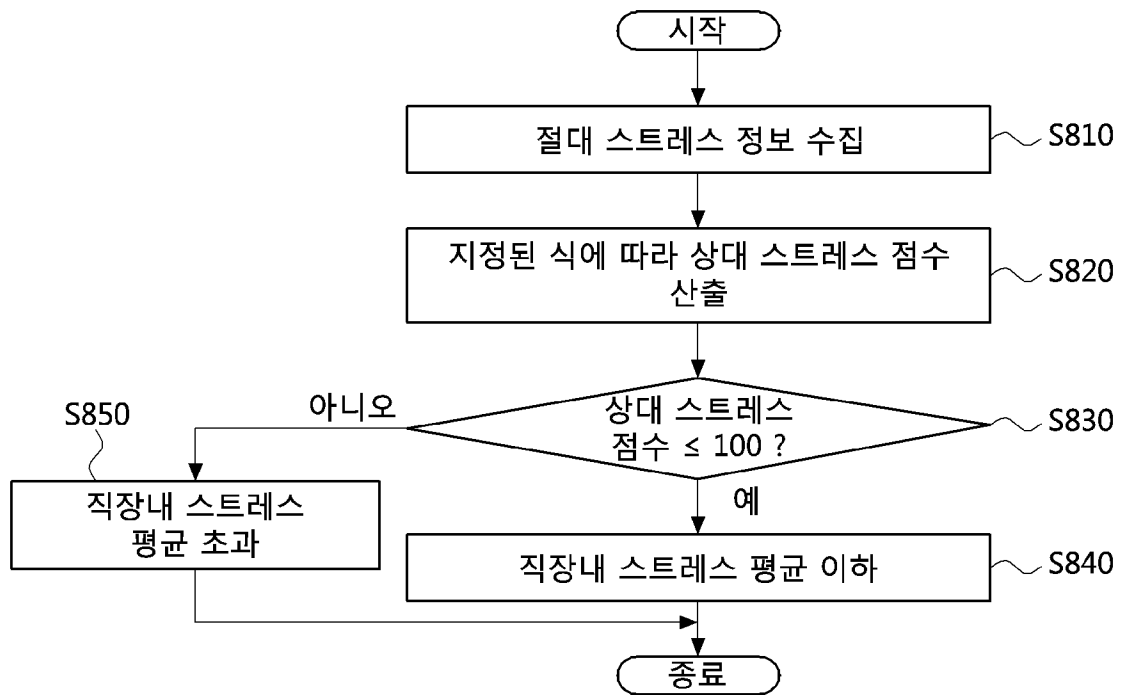 시작
절대 스트레스 정보 수집
S810
지정된 식에 따라 상대 스트레스 점수
산출
S820
상대 스트레스
점수 ≤ 100 ?
S830
아니오
S850
예
직장내 스트레스
평균 초과
직장내 스트레스 평균 이하
S840
종료